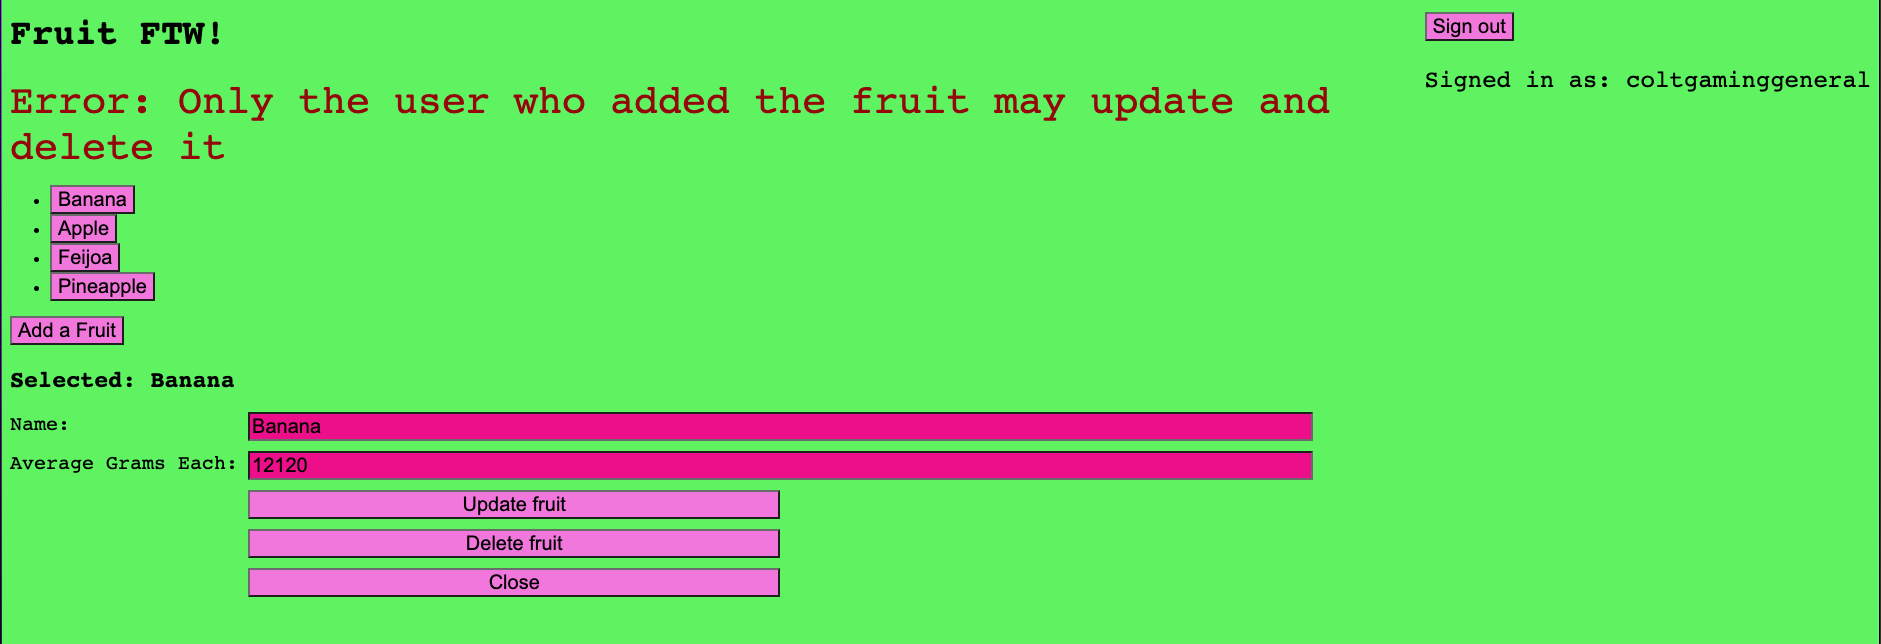 Fruit FTW!
Sign out
Signed in as: coltgaminggeneral
Error: Only the user who added the fruit may update and
delete it
Banana
Apple
Feijoa
Pineapple
Add a Fruit
Selected: Banana
Name: Banana
Average Grams Each: 12120
Update fruit
Delete fruit
Close